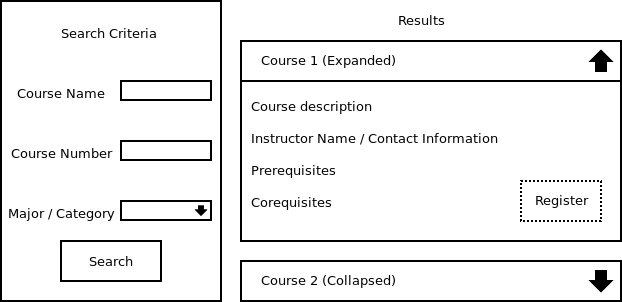 Search Criteria
Course Name
Course Number
Major / Category
Search
Results
Course 1 (Expanded)
Course description
Instructor Name / Contact Information
Prerequisites
Corequisites
Register
Course 2 (Collapsed)